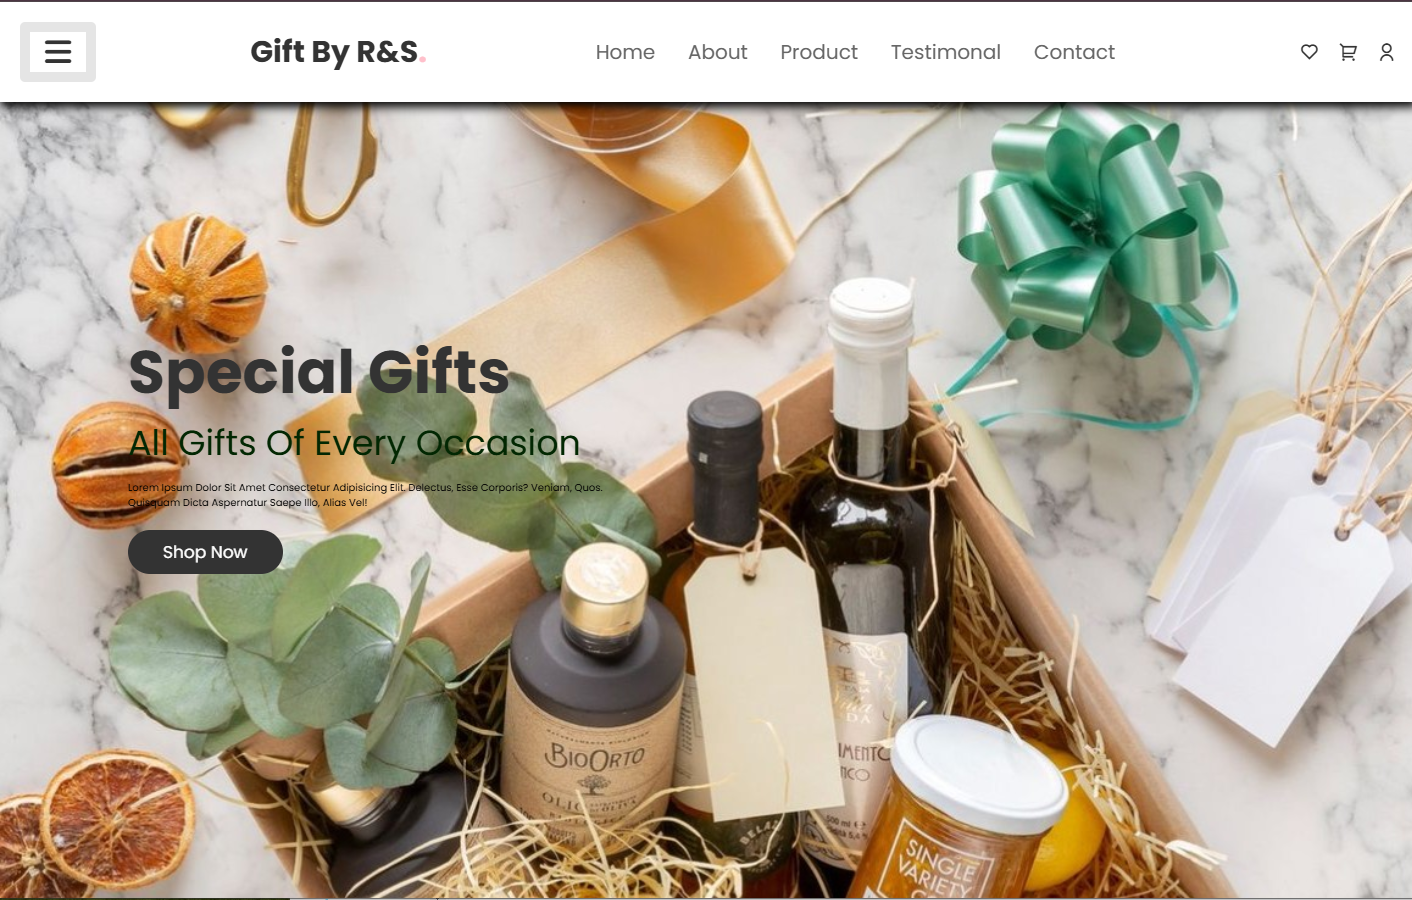 Gift By R&S.
Home About Product Testimonal Contact
Special Gifts
All Gifts Of Every Occasion
Lorem Ipsum Dolor Sit Amet Consectetur Adipisicing Elit. Delectus, Esse Corporis? Veniam, Quos.
Quisquam Dicta Aspernatur Saepe Illo, Alias Vel!
Shop Now
BIOORTO
SINGLE
VARIETY
500 ml e